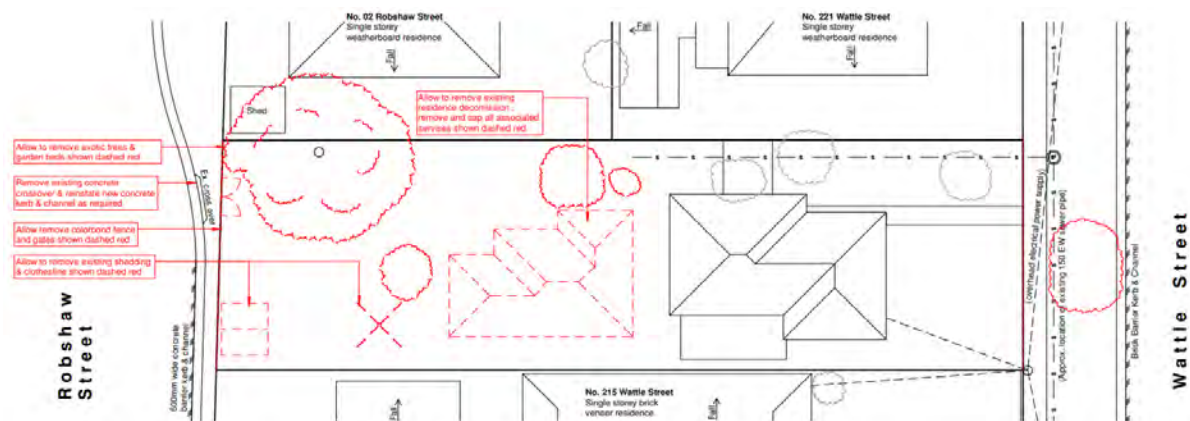 No. 02 Robshaw Street
Single storey
weatherboard residence
Fall
Fall
No. 221 Wattle Street
Single storey
weatherboard residence
Fall
Shed
Allow to remove existing
residence decomission ,
remove and cap all associated
services shown dashed red
Allow to remove exotic trees &
garden beds shown dashed red
Remove existing concrete
crossover & reinstate new concrete
kerb & channel as required
Allow remove colorbond fence
and gates shown dashed red
Allow to remove existing shedding
& clothesline shown dashed red
Ex. cross over
Robshaw
Street
600mm wide concrete
barrier kerb & channel
(overhead electrical power supply)
(Approx. location of existing 150 EW sewer pipe)
Brick Barrier Kerb & Channel
Wattle Street
No. 215 Wattle Street
Single storey brick
veneer residence
Fall
Fall